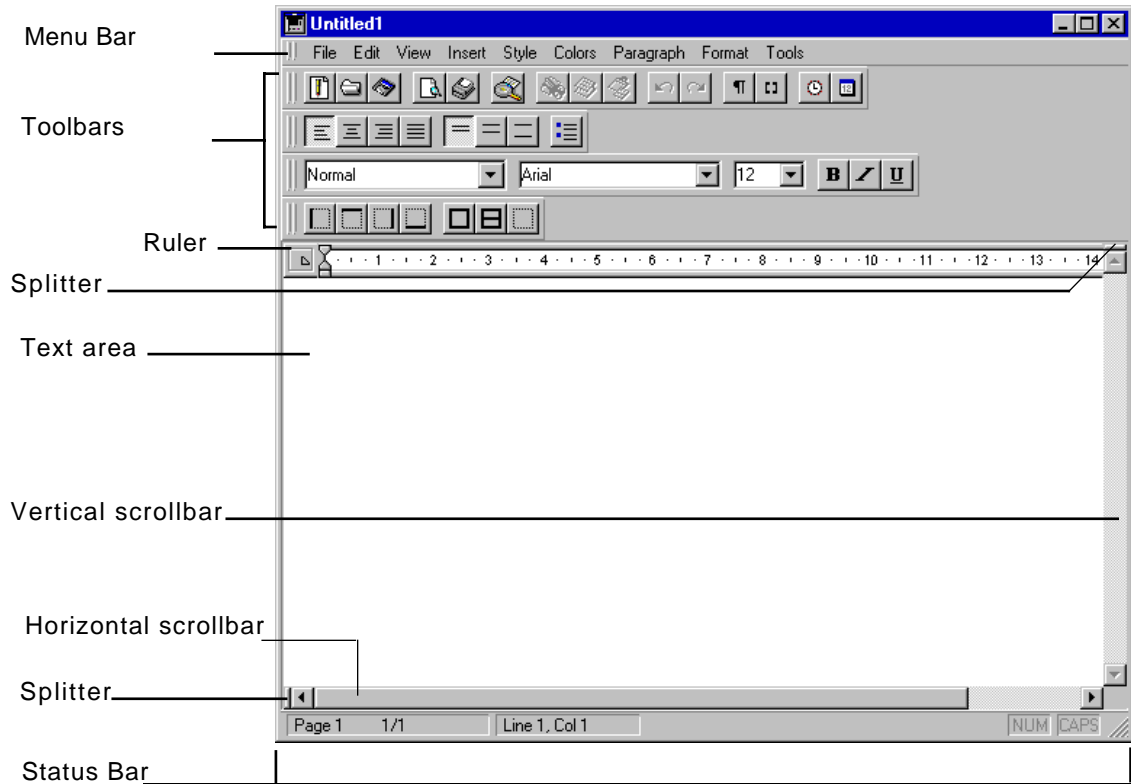 Untitled1
Menu Bar
File Edit View Insert Style Colors Paragraph Format Tools
12
Toolbars
Normal Arial 12 B I U
Ruler
1 2 3 4 5 6 7 8 9 10 11 12 13 14
Splitter
Text area
Vertical scrollbar
Horizontal scrollbar
Splitter
Page 1 1/1 Line 1, Col 1 NUM CAPS
Status Bar